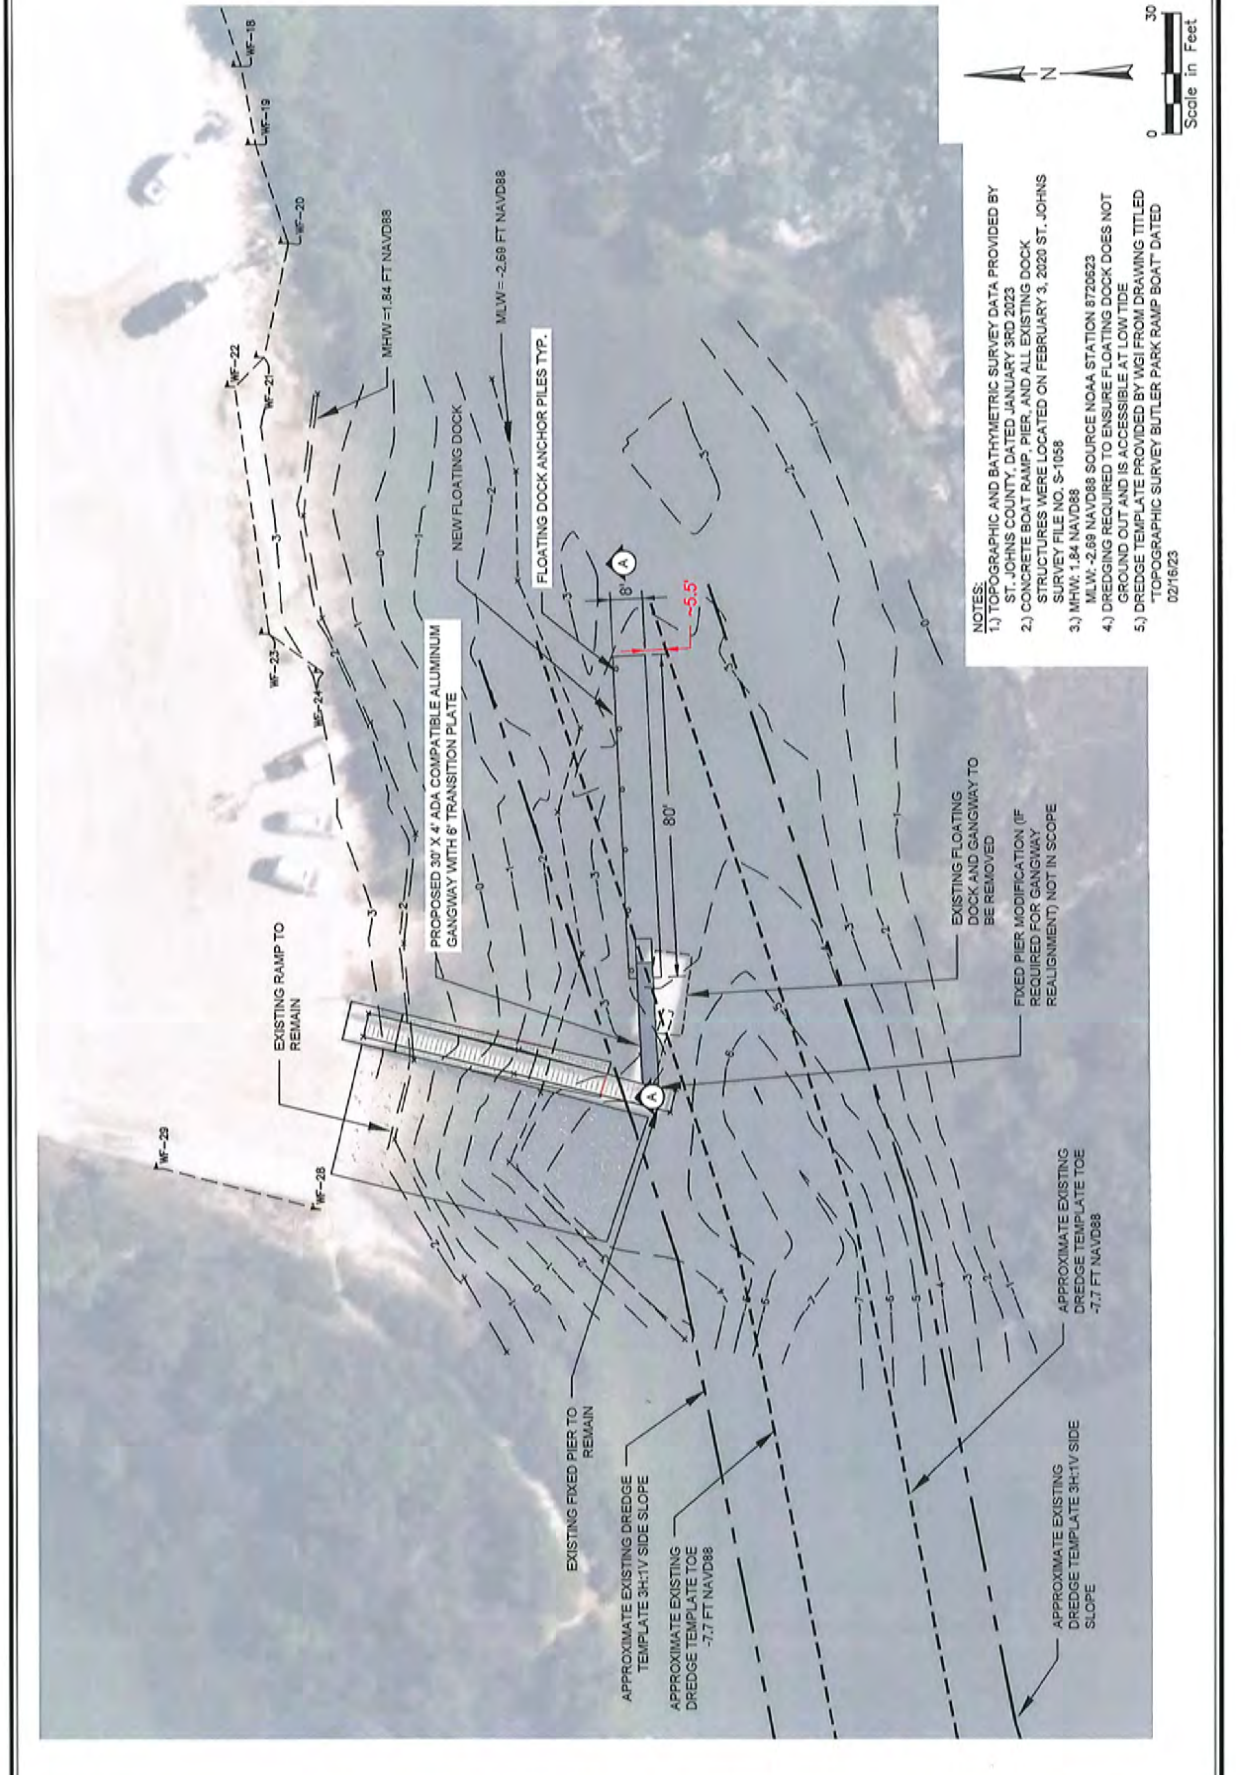 WF-18
WF-19
WF-20
WF-22
WF-21
WF-23
WF-24
WF-29
WF-28
MHW =1.84 FT NAVD88
MLW = -2.69 FT NAVD88
NEW FLOATING DOCK
FLOATING DOCK ANCHOR PILES TYP.
PROPOSED 30' X 4' ADA COMPATIBLE ALUMINUM
GANGWAY WITH 6' TRANSITION PLATE
EXISTING RAMP TO
REMAIN
A
8'
~5.5'
80'
A
EXISTING FLOATING
DOCK AND GANGWAY TO
BE REMOVED
FIXED PIER MODIFICATION (IF
REQUIRED FOR GANGWAY
REALIGNMENT) NOT IN SCOPE
EXISTING FIXED PIER TO
REMAIN
APPROXIMATE EXISTING DREDGE
TEMPLATE 3H:1V SIDE SLOPE
APPROXIMATE EXISTING
DREDGE TEMPLATE TOE
-7.7 FT NAVD88
APPROXIMATE EXISTING
DREDGE TEMPLATE TOE
-7.7 FT NAVD88
APPROXIMATE EXISTING
DREDGE TEMPLATE 3H:1V SIDE
SLOPE
NOTES:
1.) TOPOGRAPHIC AND BATHYMETRIC SURVEY DATA PROVIDED BY
ST. JOHNS COUNTY, DATED JANUARY 3RD 2023
2.) CONCRETE BOAT RAMP, PIER, AND ALL EXISTING DOCK
STRUCTURES WERE LOCATED ON FEBRUARY 3, 2020 ST. JOHNS
SURVEY FILE NO. S-1058
3.) MHW: 1.84 NAVD88
MLW: -2.69 NAVD88 SOURCE NOAA STATION 8720623
4.) DREDGING REQUIRED TO ENSURE FLOATING DOCK DOES NOT
GROUND OUT AND IS ACCESSIBLE AT LOW TIDE
5.) DREDGE TEMPLATE PROVIDED BY WGI FROM DRAWING TITLED
"TOPOGRAPHIC SURVEY BUTLER PARK RAMP BOAT" DATED
02/16/23
N
0 30
Scale in Feet